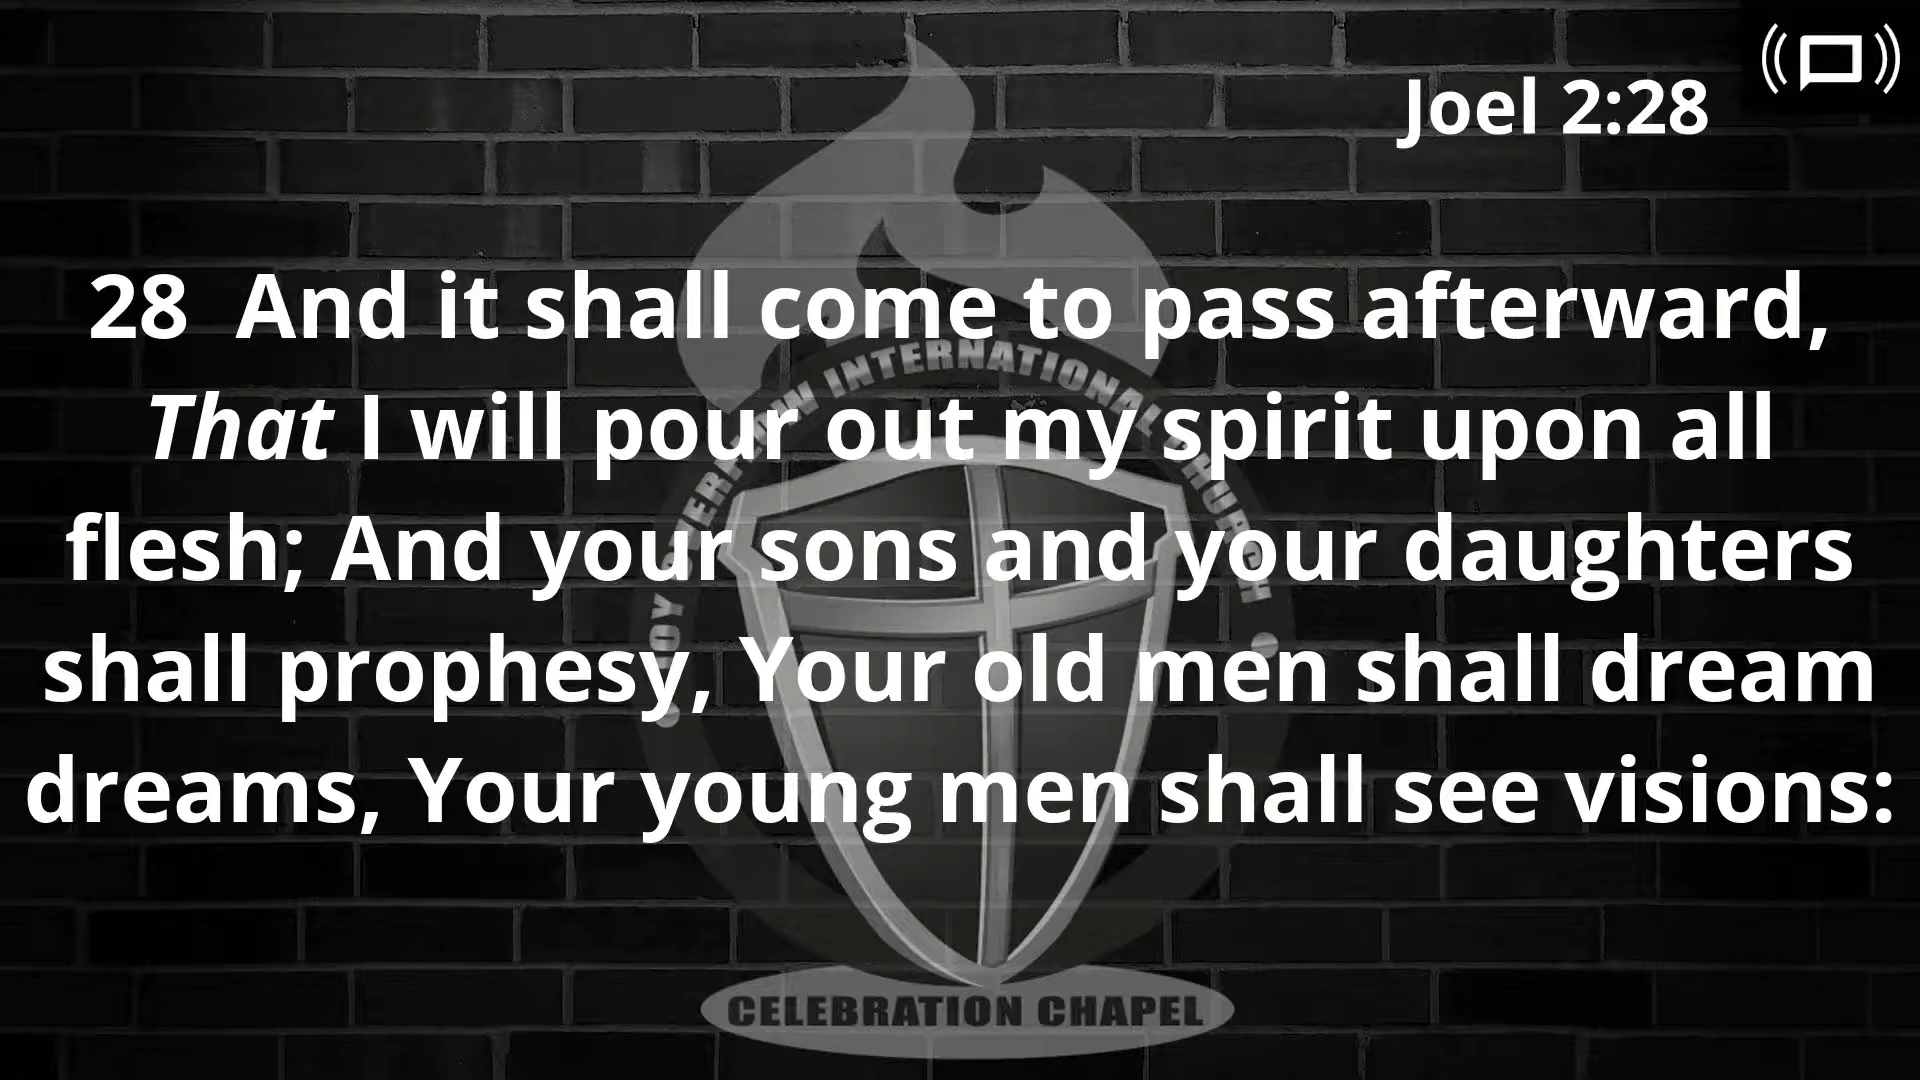 Joel 2:28
28 And it shall come to pass afterward,
That I will pour out my spirit upon all
flesh; And your sons and your daughters
shall prophesy, Your old men shall dream
dreams, Your young men shall see visions:
INTERNATIONAL CHURCH
CELEBRATION CHAPEL